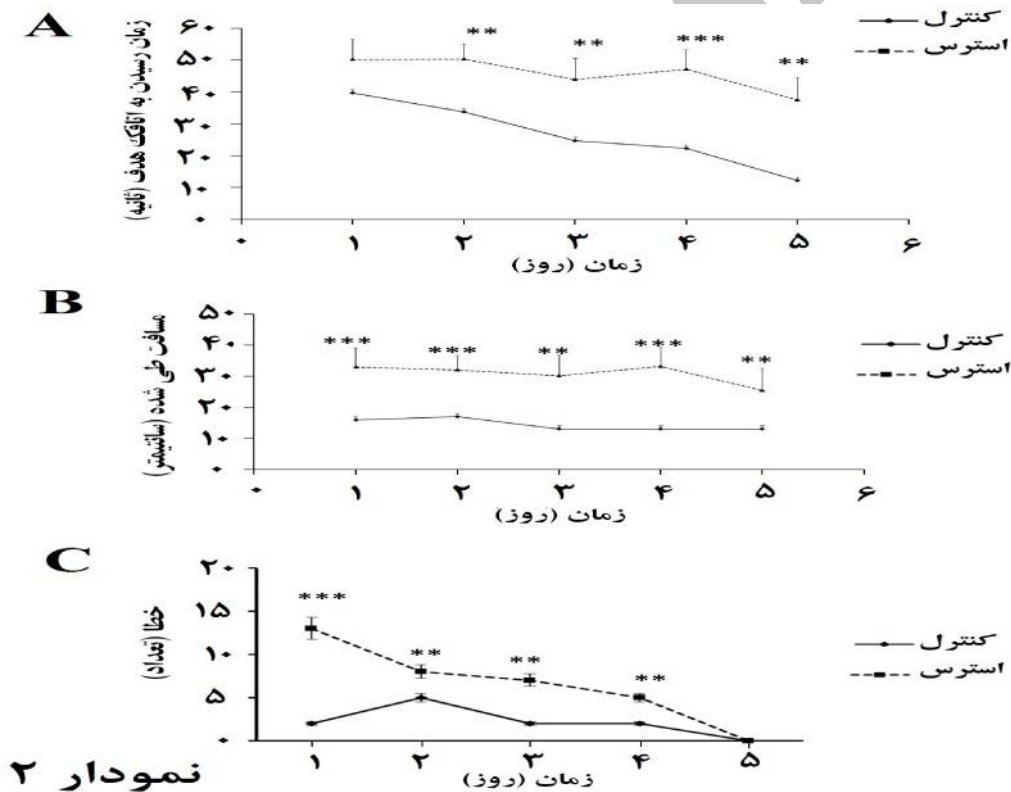 A
زمان رسیدن به اتاقک هدف (ثانیه)
۶۰
۵۰
۴۰
۳۰
۲۰
۱۰
۰
** ** *** **
کنترل
استرس
۰ ۱ ۲ ۳ ۴ ۵ ۶
زمان (روز)
B
مسافت طی شده (سانتیمتر)
۵۰
۴۰
۳۰
۲۰
۱۰
۰
*** *** ** *** **
کنترل
استرس
۰ ۱ ۲ ۳ ۴ ۵ ۶
زمان (روز)
C
خطا (تعداد)
۲۰
۱۵
۱۰
۵
۰
*** ** ** **
کنترل
استرس
۱ ۲ ۳ ۴ ۵
زمان (روز)
نمودار ۲